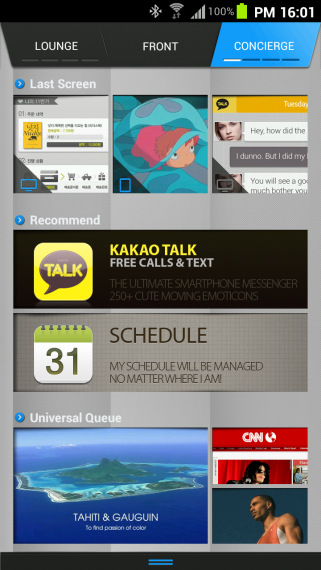 100% PM 16:01
LOUNGE
FRONT
CONCIERGE
Last Screen
TALK
Tuesday
Hey, how did the
I dunno. But I did my
You will see a go
much bother you
Recommend
TALK
KAKAO TALK
FREE CALLS & TEXT
THE ULTIMATE SMARTPHONE MESSENGER
250+ CUTE MOVING EMOTICONS
31
SCHEDULE
MY SCHEDULE WILL BE MANAGED
NO MATTER WHERE I AM!
Universal Queue
TAHITI & GAUGUIN
To find passion of color
CNN